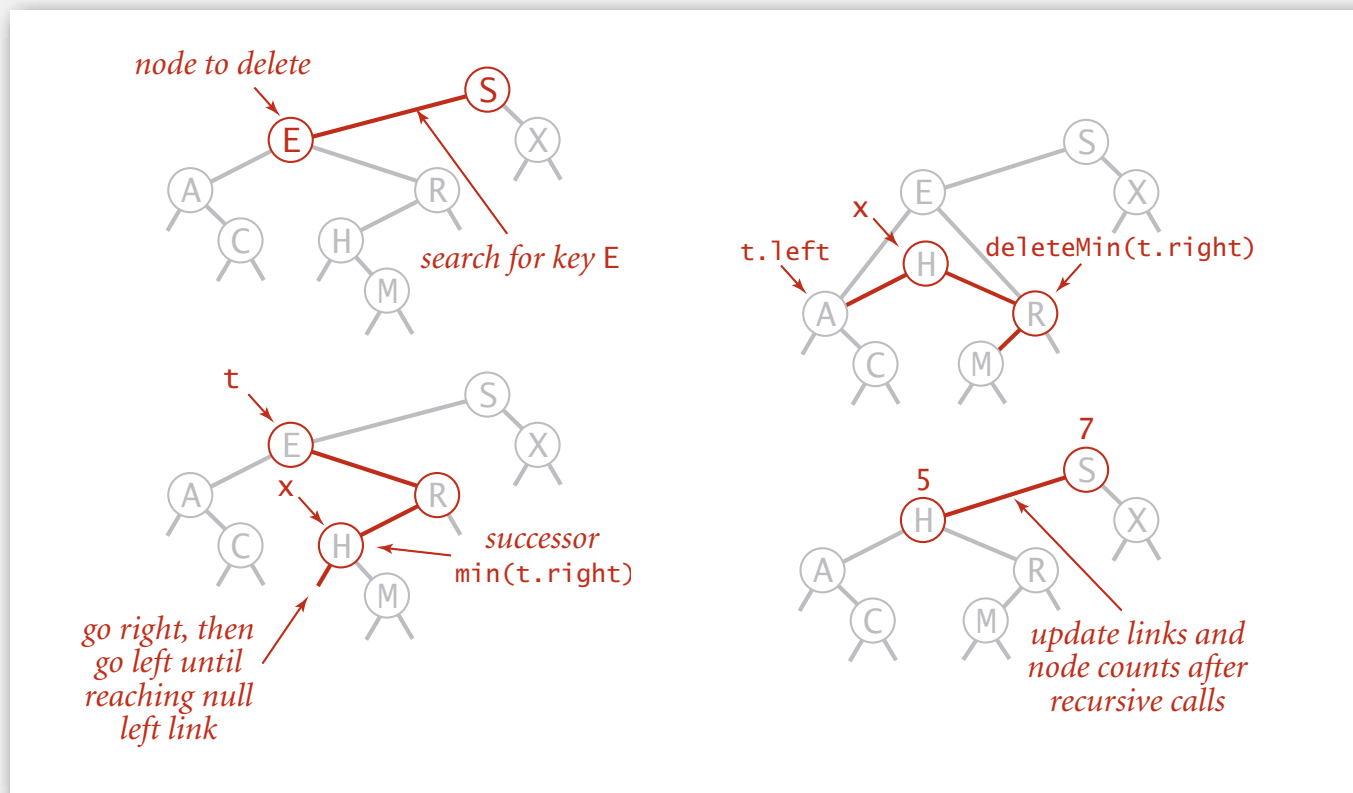 node to delete
S
E
X
A
R
C
H
search for key E
M
t
S
E
X
x
A
R
C
H
successor
min(t.right)
M
go right, then
go left until
reaching null
left link
S
E
X
x
t.left
H
deleteMin(t.right)
A
R
C
M
7
5
S
H
X
A
R
C
M
update links and
node counts after
recursive calls